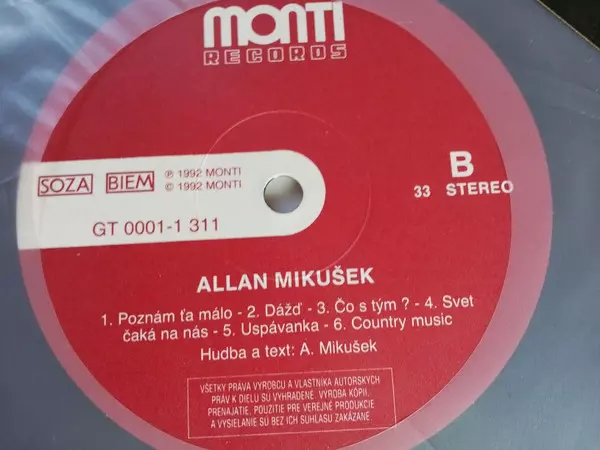 MONTI
RECORDS
SOZA
BIEM
℗ 1992 MONTI
© 1992 MONTI
GT 0001-1 311
B
33 STEREO
ALLAN MIKUŠEK
1. Poznám ťa málo - 2. Dážď - 3. Čo s tým ? - 4. Svet
čaká na nás - 5. Uspávanka - 6. Country music
Hudba a text: A. Mikušek
VŠETKY PRÁVA VÝROBCU A VLASTNÍKA AUTORSKÝCH
PRÁV K DIELU SÚ VYHRADENÉ. VÝROBA KÓPIÍ,
PRENAJATIE, POUŽITIE PRE VEREJNÉ PRODUKCIE
A VYSIELANIE SÚ BEZ ICH SÚHLASU ZAKÁZANÉ